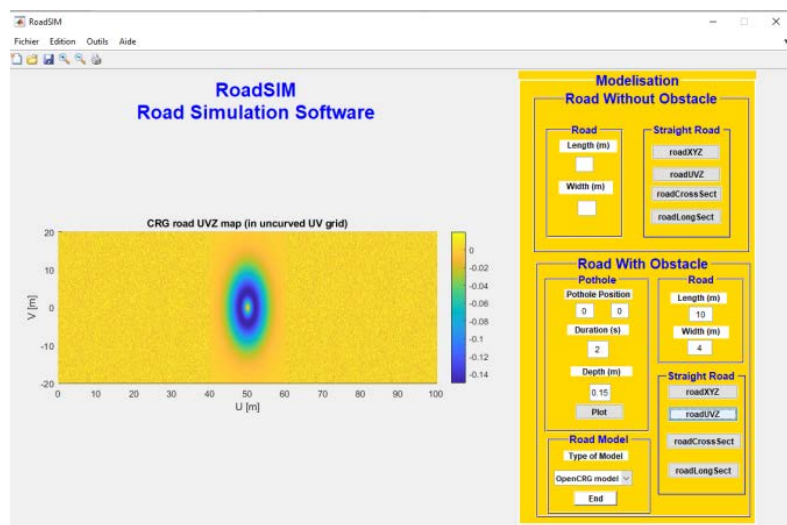 RoadSIM
Fichier Edition Outils Aide
RoadSIM
Road Simulation Software
CRG road UVZ map (in uncurved UV grid)
20
10
0
-10
-20
V [m]
0 10 20 30 40 50 60 70 80 90 100
U [m]
0
-0.02
-0.04
-0.06
-0.08
-0.1
-0.12
-0.14
Modelisation
Road Without Obstacle
Road
Length (m)
Width (m)
Straight Road
roadXYZ
roadUVZ
roadCrossSect
roadLongSect
Road With Obstacle
Pothole
Pothole Position
0 0
Duration (s)
2
Depth (m)
0.15
Plot
Road
Length (m)
10
Width (m)
4
Straight Road
roadXYZ
roadUVZ
roadCrossSect
roadLongSect
Road Model
Type of Model
OpenCRG model
End